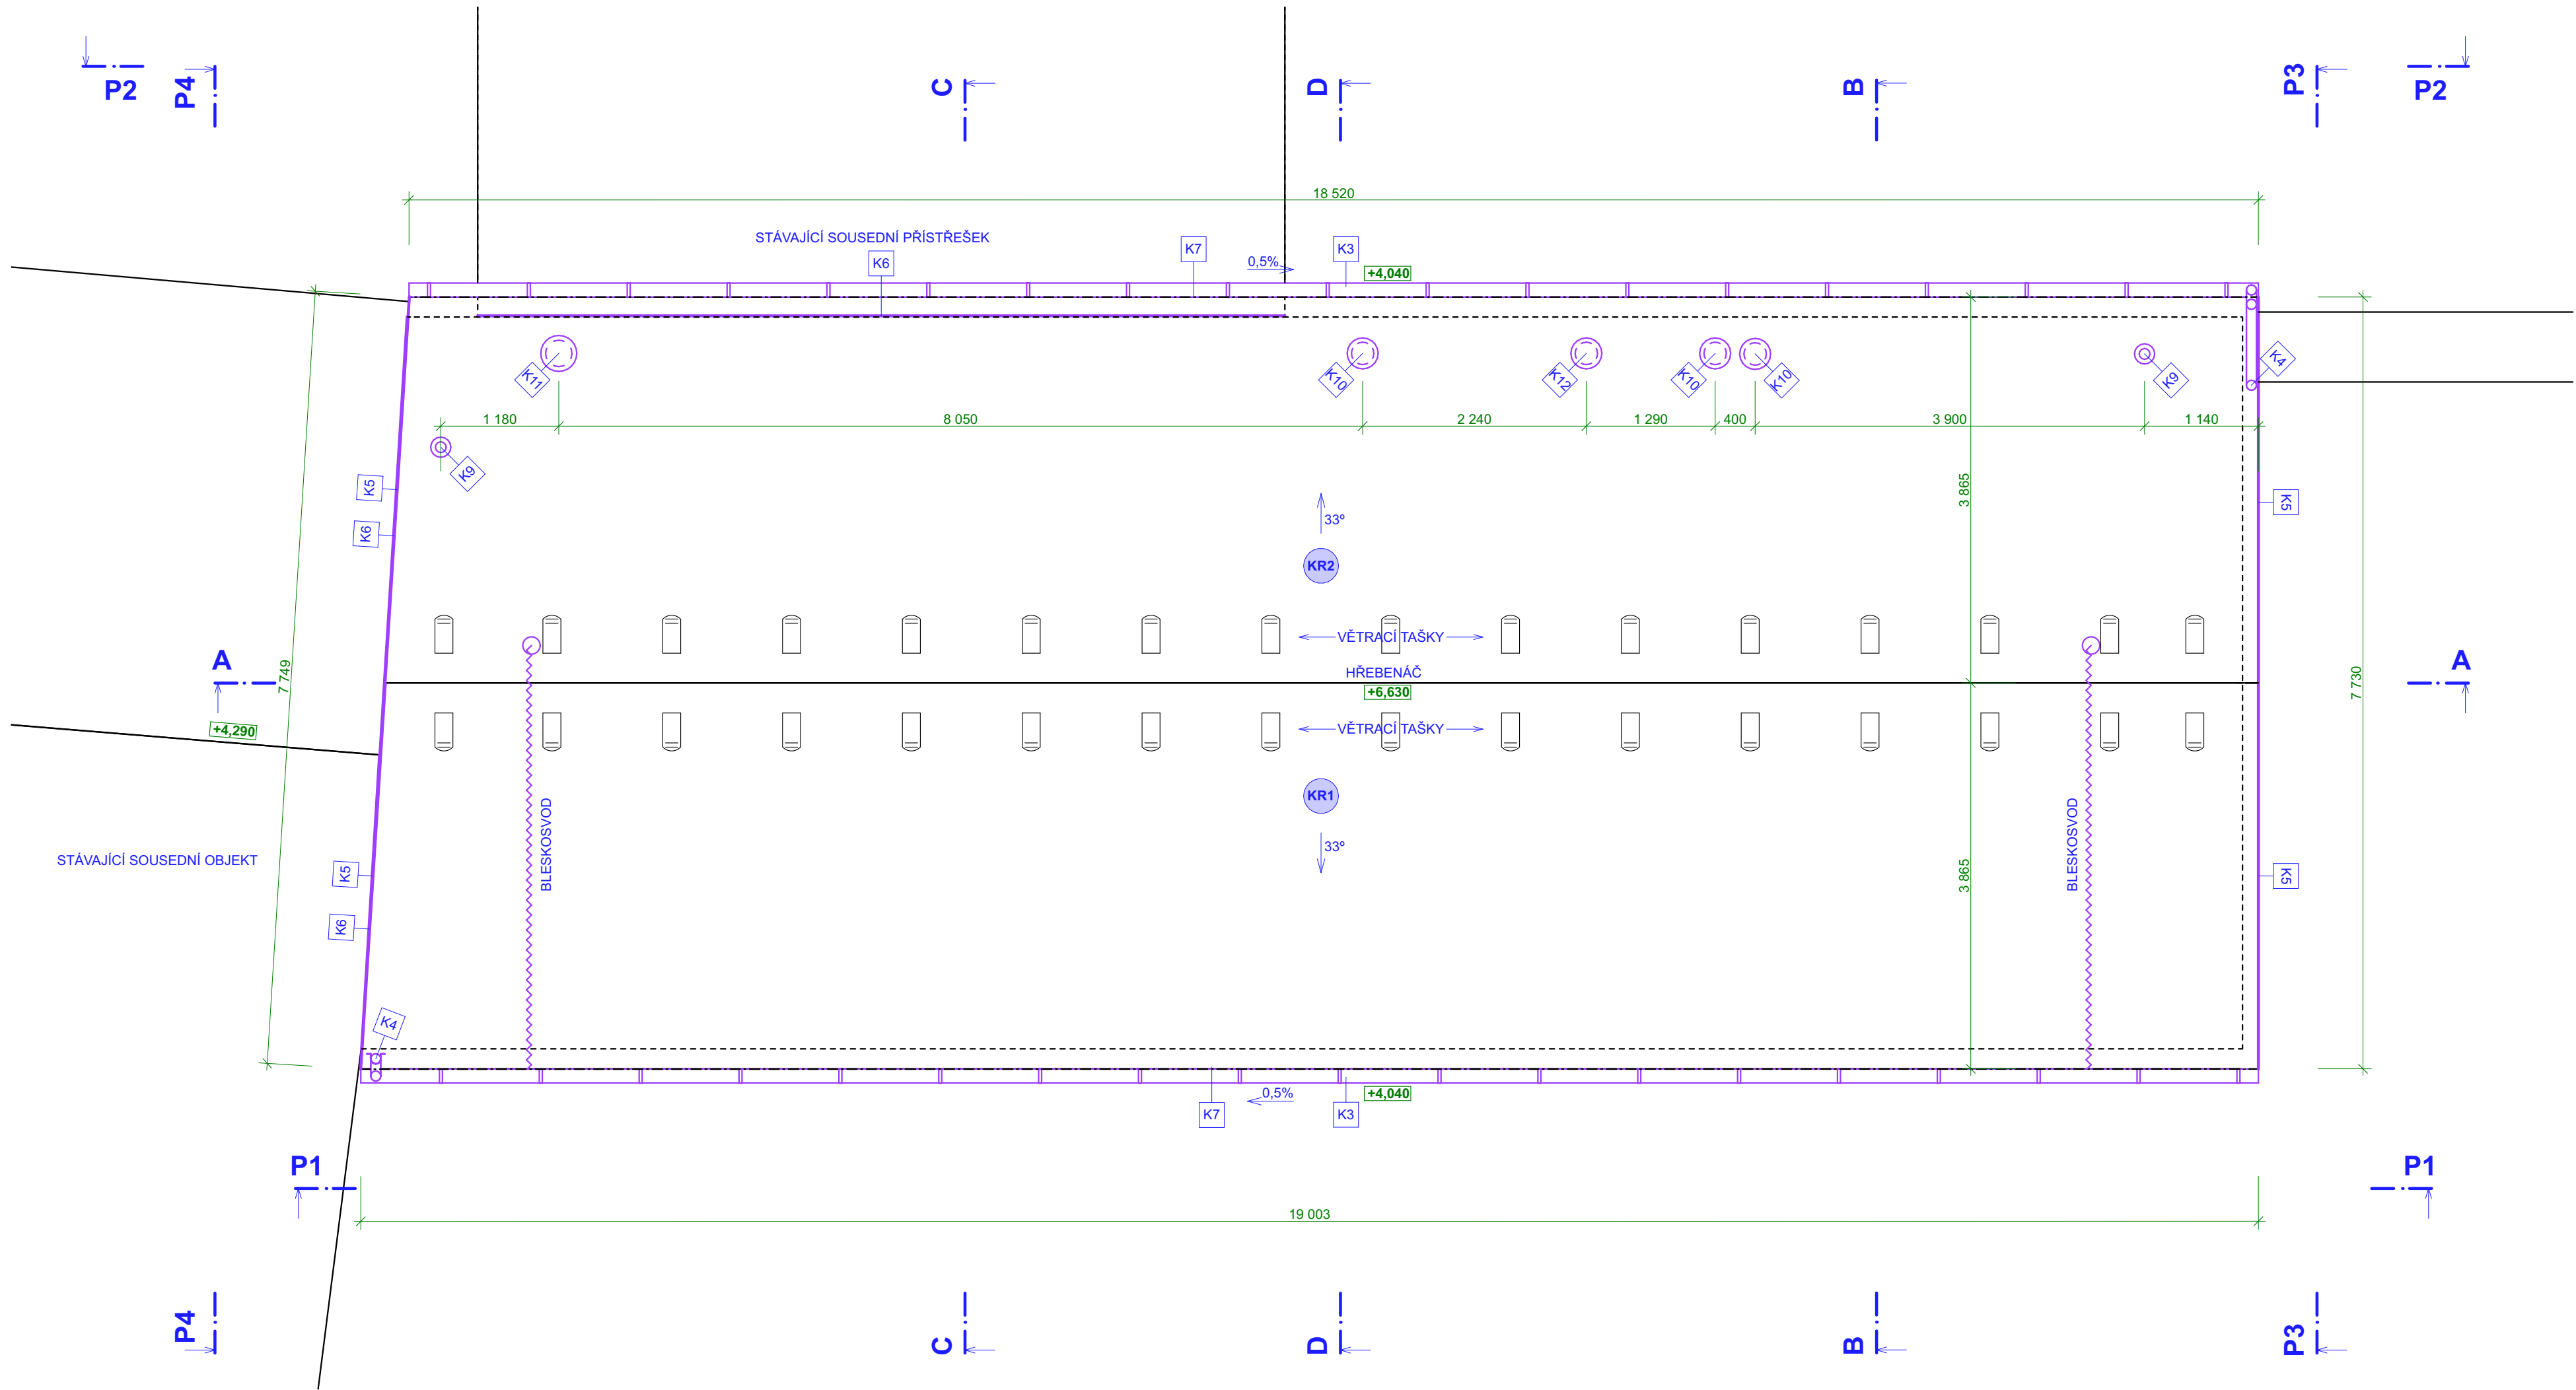 P2
P4
C
D
B
P3
P2
18 520
STÁVAJÍCÍ SOUSEDNÍ PŘÍSTŘEŠEK
K6
K7
0,5%
K3
+4,040
K11
K10
K12
K10
K10
K9
K4
1 180
8 050
2 240
1 290
400
3 900
1 140
K9
K5
K6
3 865
K5
33º
KR2
VĚTRACÍ TAŠKY
A
7 749
HŘEBENÁČ
+6,630
7 730
A
+4,290
VĚTRACÍ TAŠKY
KR1
33º
BLESKOSVOD
BLESKOSVOD
STÁVAJÍCÍ SOUSEDNÍ OBJEKT
K5
K6
3 865
K5
K4
K7
0,5%
K3
+4,040
P1
P1
19 003
P4
C
D
B
P3